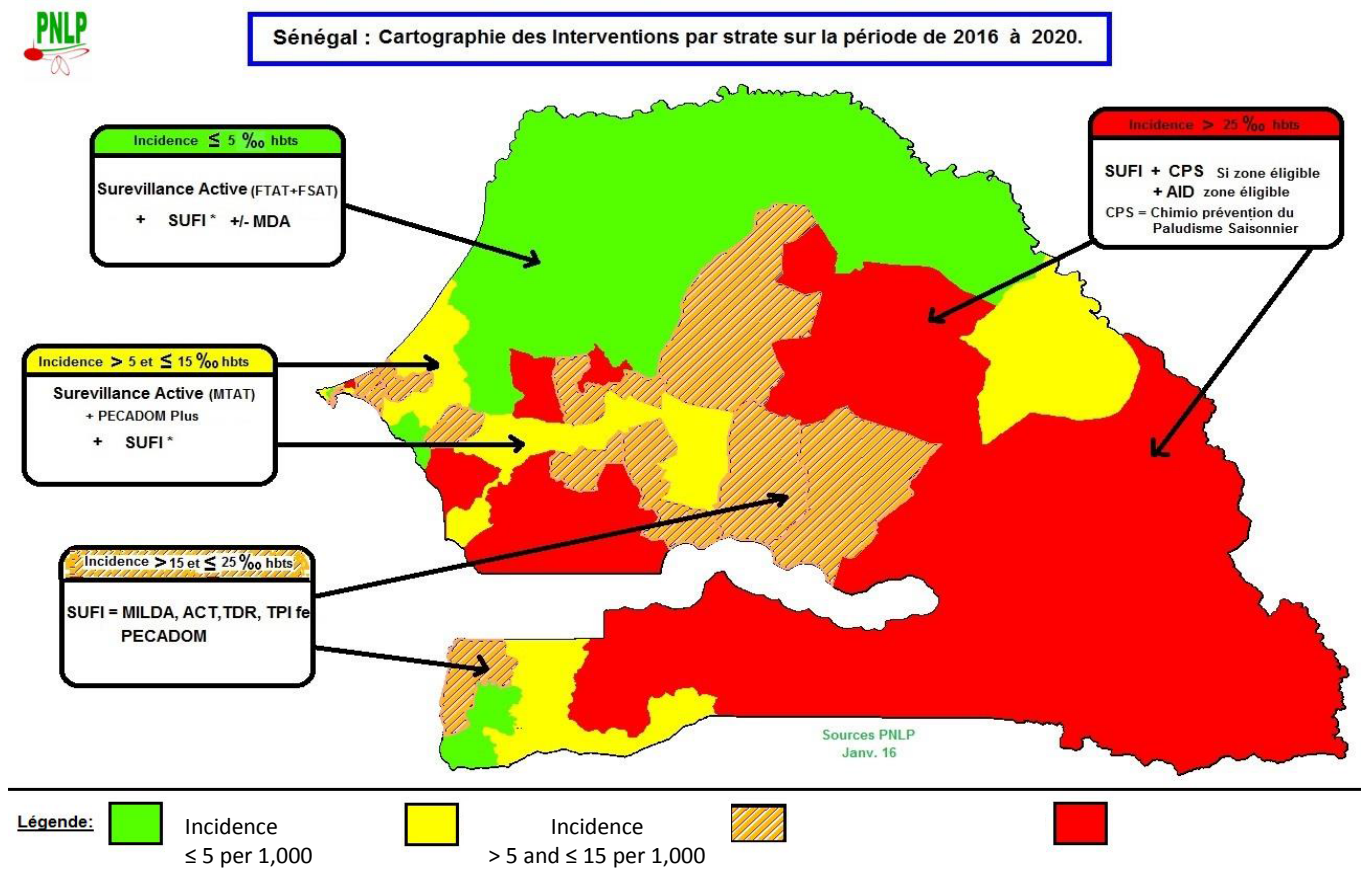 PNLP
Sénégal : Cartographie des Interventions par strate sur la période de 2016 à 2020.
Incidence ≤ 5 ‰ hbts
Surevillance Active (FTAT+FSAT)
+ SUFI * +/- MDA
Incidence > 25 ‰ hbts
SUFI + CPS Si zone éligible
+ AID zone éligible
CPS = Chimio prévention du
Paludisme Saisonnier
Incidence > 5 et ≤ 15 ‰ hbts
Surevillance Active (MTAT)
+ PECADOM Plus
+ SUFI *
Incidence > 15 et ≤ 25 ‰ hbts
SUFI = MILDA, ACT, TDR, TPI fe
PECADOM
Sources PNLP
Janv. 16
Légende:
Incidence
≤ 5 per 1,000
Incidence
> 5 and ≤ 15 per 1,000